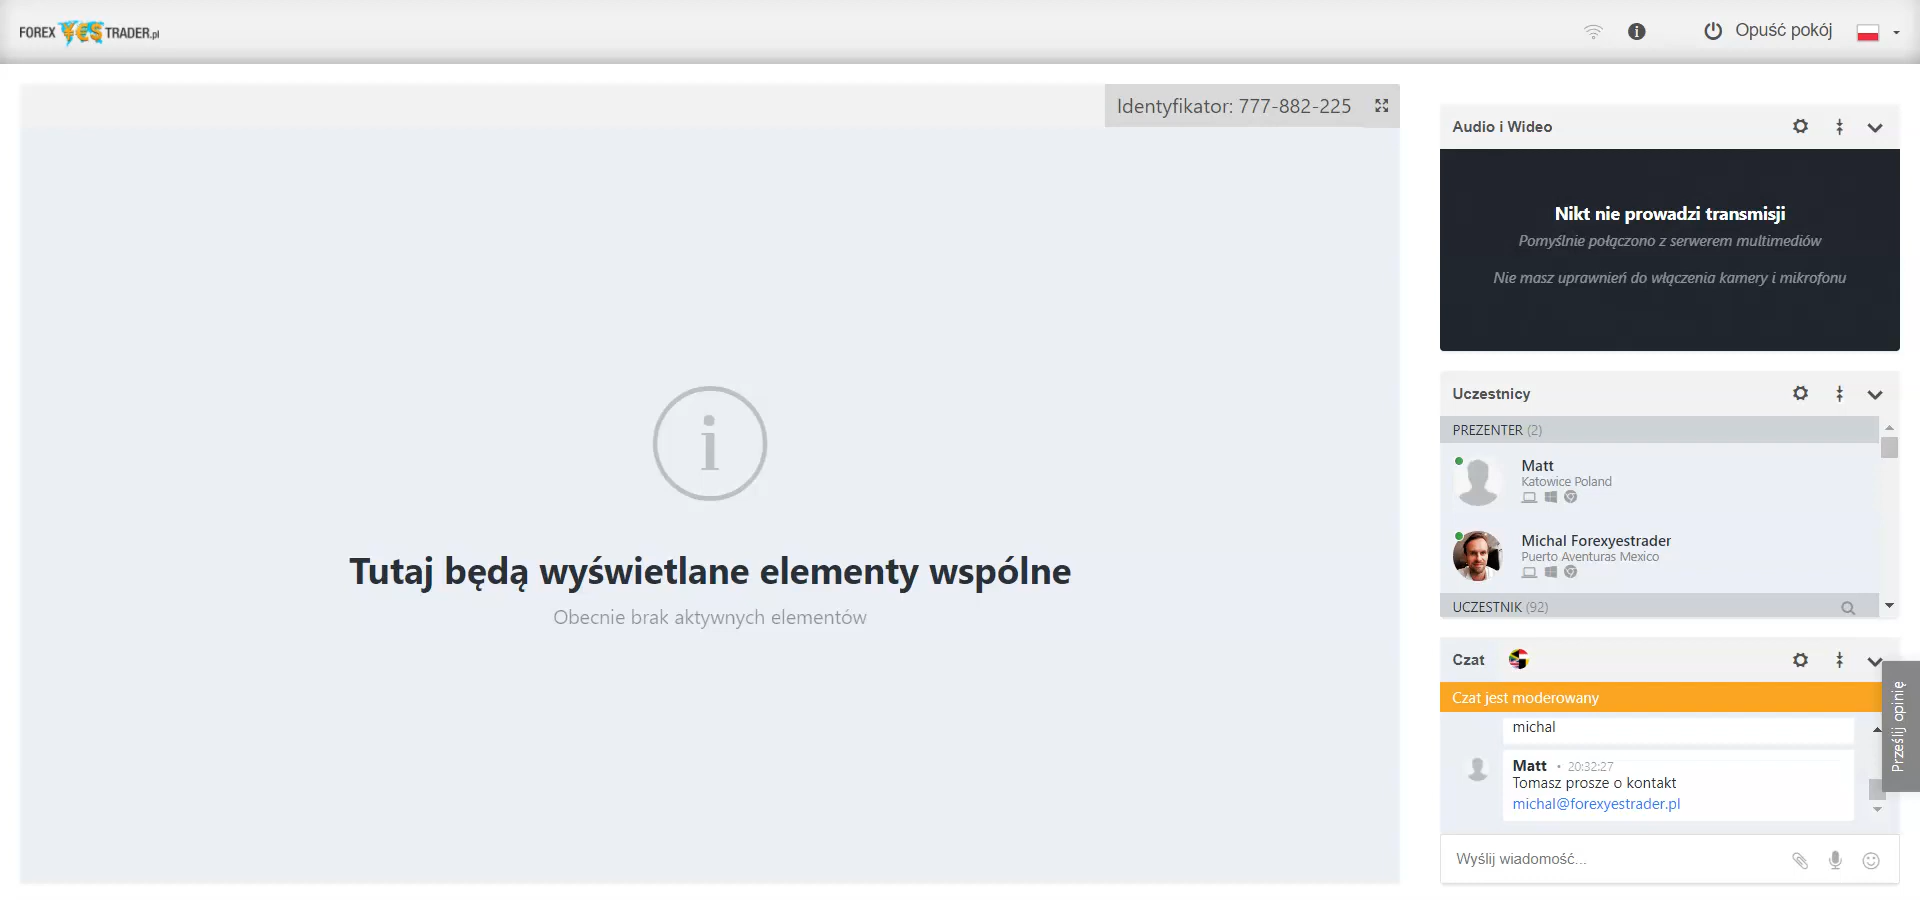 FOREX YES TRADER.pl
Opuść pokój
Identyfikator: 777-882-225
Tutaj będą wyświetlane elementy wspólne
Obecnie brak aktywnych elementów
Audio i Wideo
Nikt nie prowadzi transmisji
Pomyślnie połączono z serwerem multimediów
Nie masz uprawnień do włączenia kamery i mikrofonu
Uczestnicy
PREZENTER (2)
Matt
Katowice Poland
Michal Forexyestrader
Puerto Aventuras Mexico
UCZESTNIK (92)
Czat
Czat jest moderowany
michal
Matt • 20:32:27
Tomasz prosze o kontakt
michal@forexyestrader.pl
Wyślij wiadomość...
Prześlij opinię